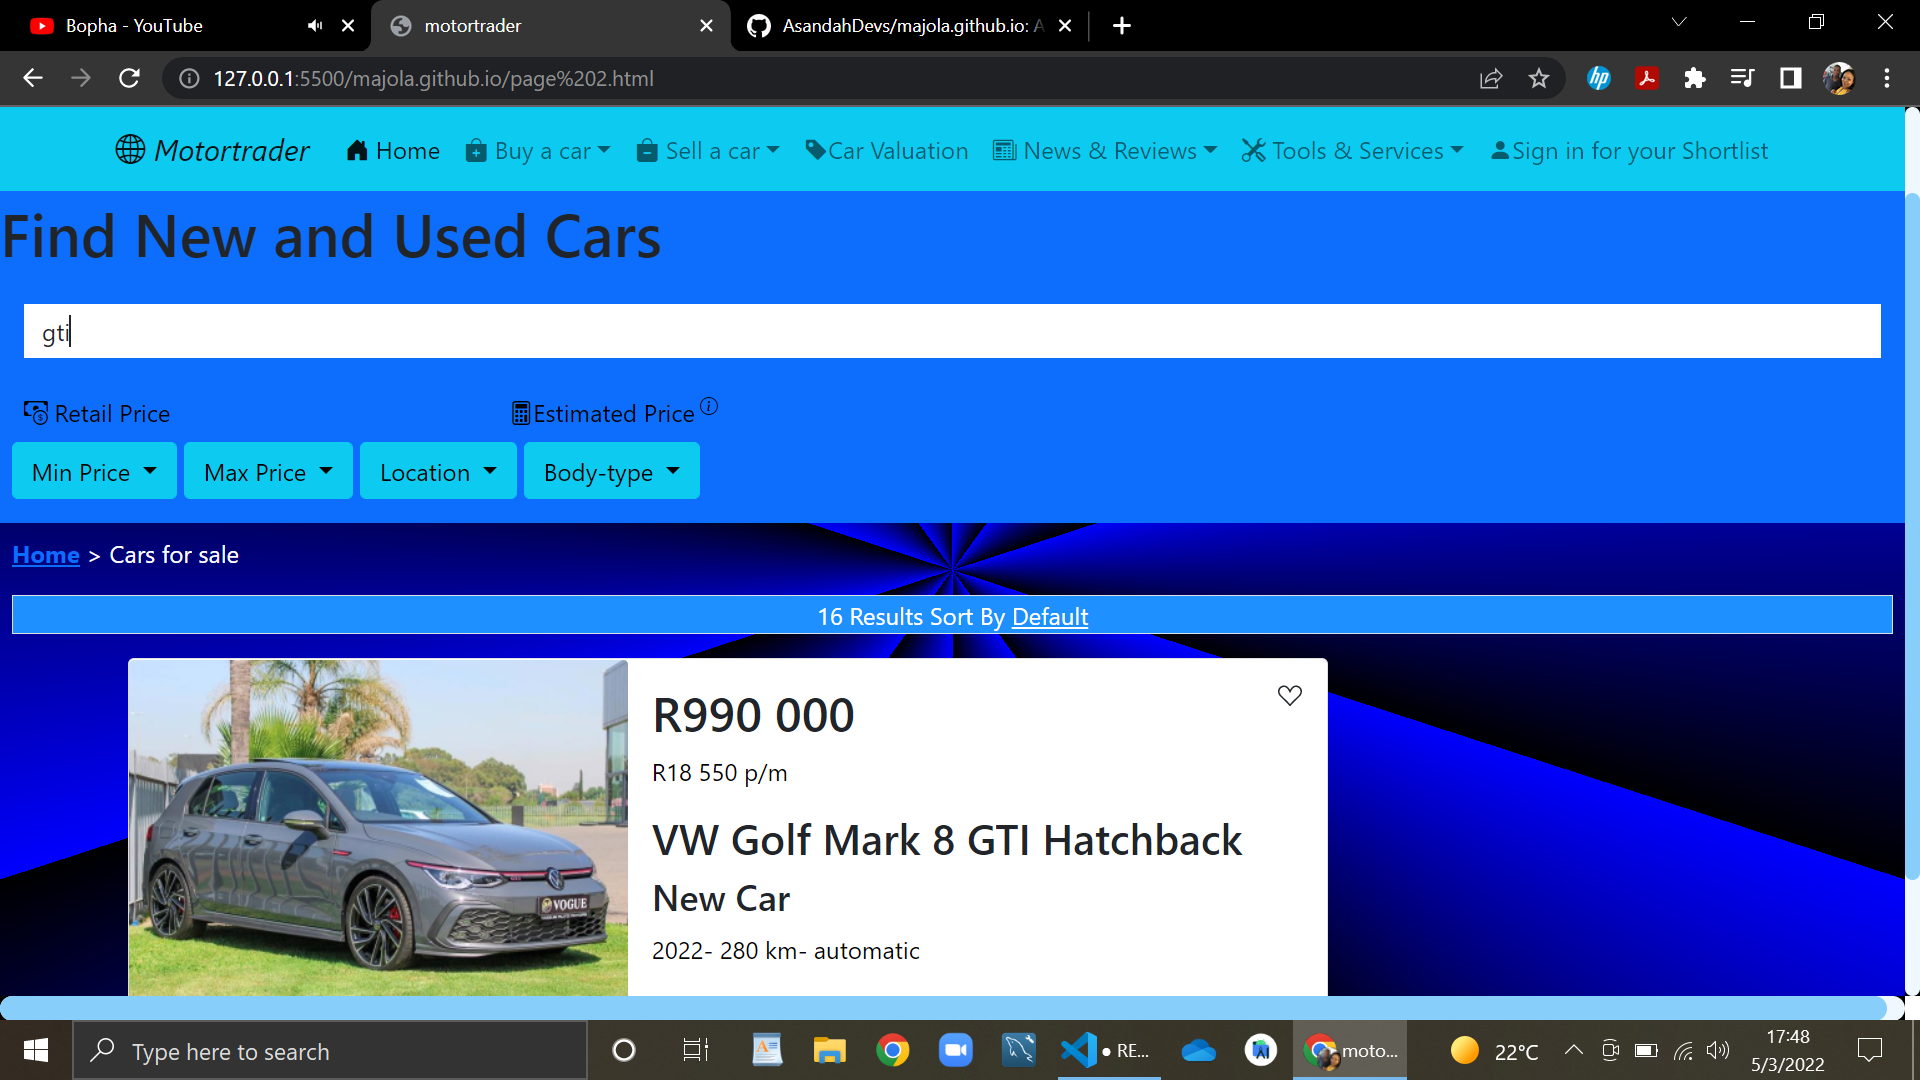 Bopha - YouTube
motortrader
AsandahDevs/majola.github.io: A
127.0.0.1:5500/majola.github.io/page%202.html
hp
Motortrader
Home
Buy a car
Sell a car
Car Valuation
News & Reviews
Tools & Services
Sign in for your Shortlist
Find New and Used Cars
gti
Retail Price
Estimated Price
Min Price
Max Price
Location
Body-type
Home > Cars for sale
16 Results Sort By Default
R990 000
R18 550 p/m
VW Golf Mark 8 GTI Hatchback
New Car
2022- 280 km- automatic
VOGUE
Type here to search
● RE...
moto...
22°C
17:48
5/3/2022